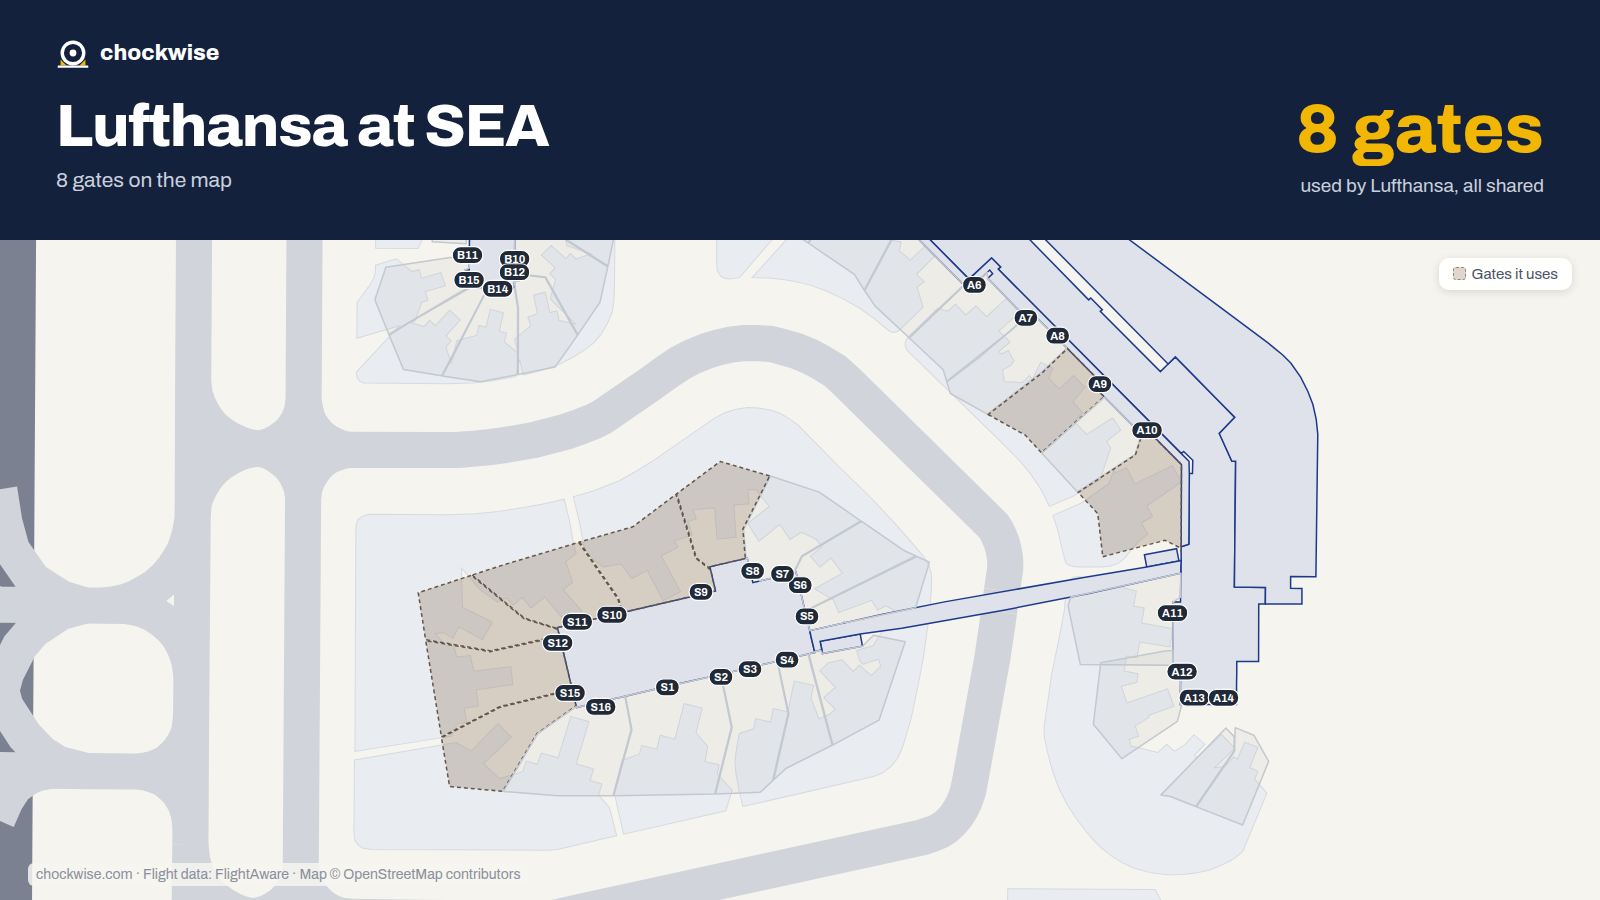 chockwise
Lufthansa at SEA
8 gates on the map
8 gates
used by Lufthansa, all shared
Gates it uses
B11
B10
B12
B15
B14
A6
A7
A8
A9
A10
S8
S7
S6
S9
S5
S10
S11
S12
S4
S3
S2
S1
S15
S16
A11
A12
A13
A14
chockwise.com · Flight data: FlightAware · Map © OpenStreetMap contributors